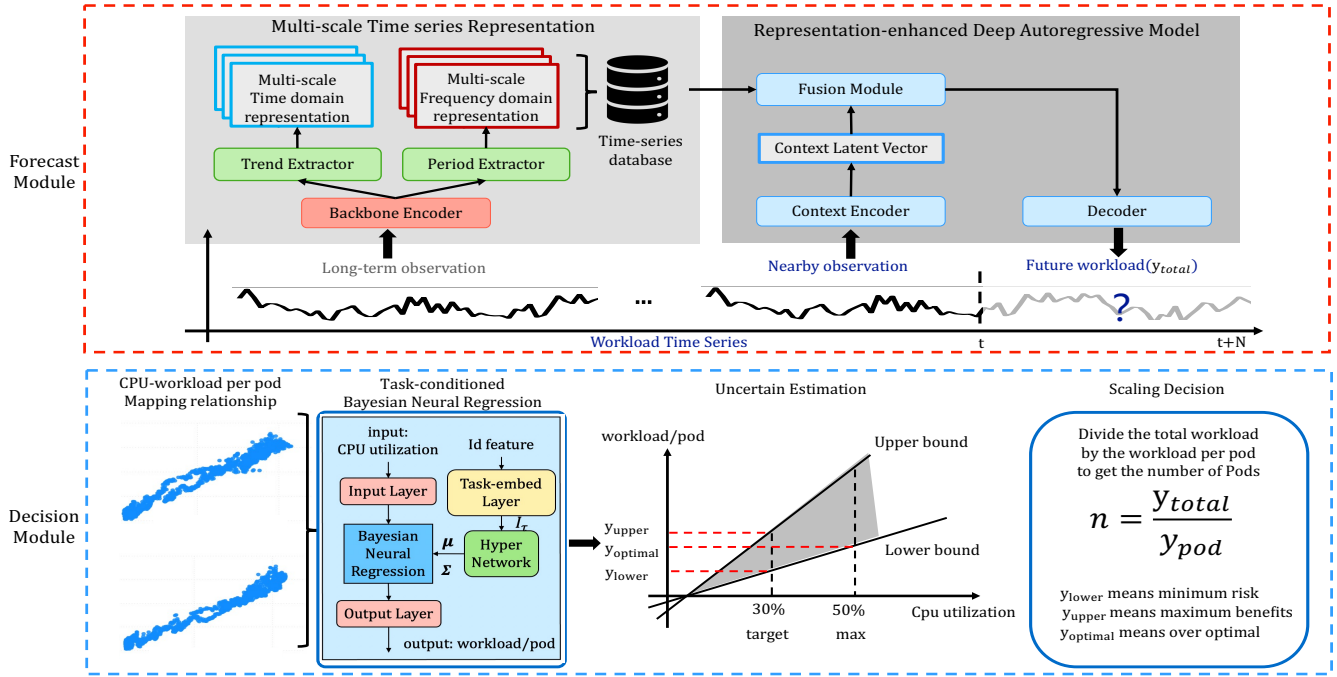 Multi-scale Time series Representation
Representation-enhanced Deep Autoregressive Model
Multi-scale
Time domain
representation
Multi-scale
Frequency domain
representation
Time-series
database
Fusion Module
Context Latent Vector
Trend Extractor
Period Extractor
Backbone Encoder
Context Encoder
Decoder
Forecast
Module
Long-term observation
Nearby observation
Future workload(y_total)
...
?
Workload Time Series
t
t+N
Decision
Module
CPU-workload per pod
Mapping relationship
Task-conditioned
Bayesian Neural Regression
input:
CPU utilization
Id feature
Input Layer
Task-embed
Layer
I_τ
Bayesian
Neural
Regression
μ
Σ
Hyper
Network
Output Layer
output: workload/pod
Uncertain Estimation
workload/pod
Upper bound
y_upper
y_optimal
y_lower
Lower bound
30%
50%
Cpu utilization
target
max
Scaling Decision
Divide the total workload
by the workload per pod
to get the number of Pods
n = y_total / y_pod
y_lower means minimum risk
y_upper means maximum benefits
y_optimal means over optimal